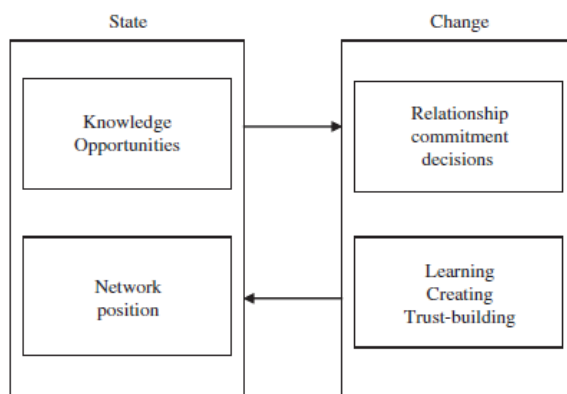 State
Change
Knowledge
Opportunities
Relationship
commitment
decisions
Network
position
Learning
Creating
Trust-building